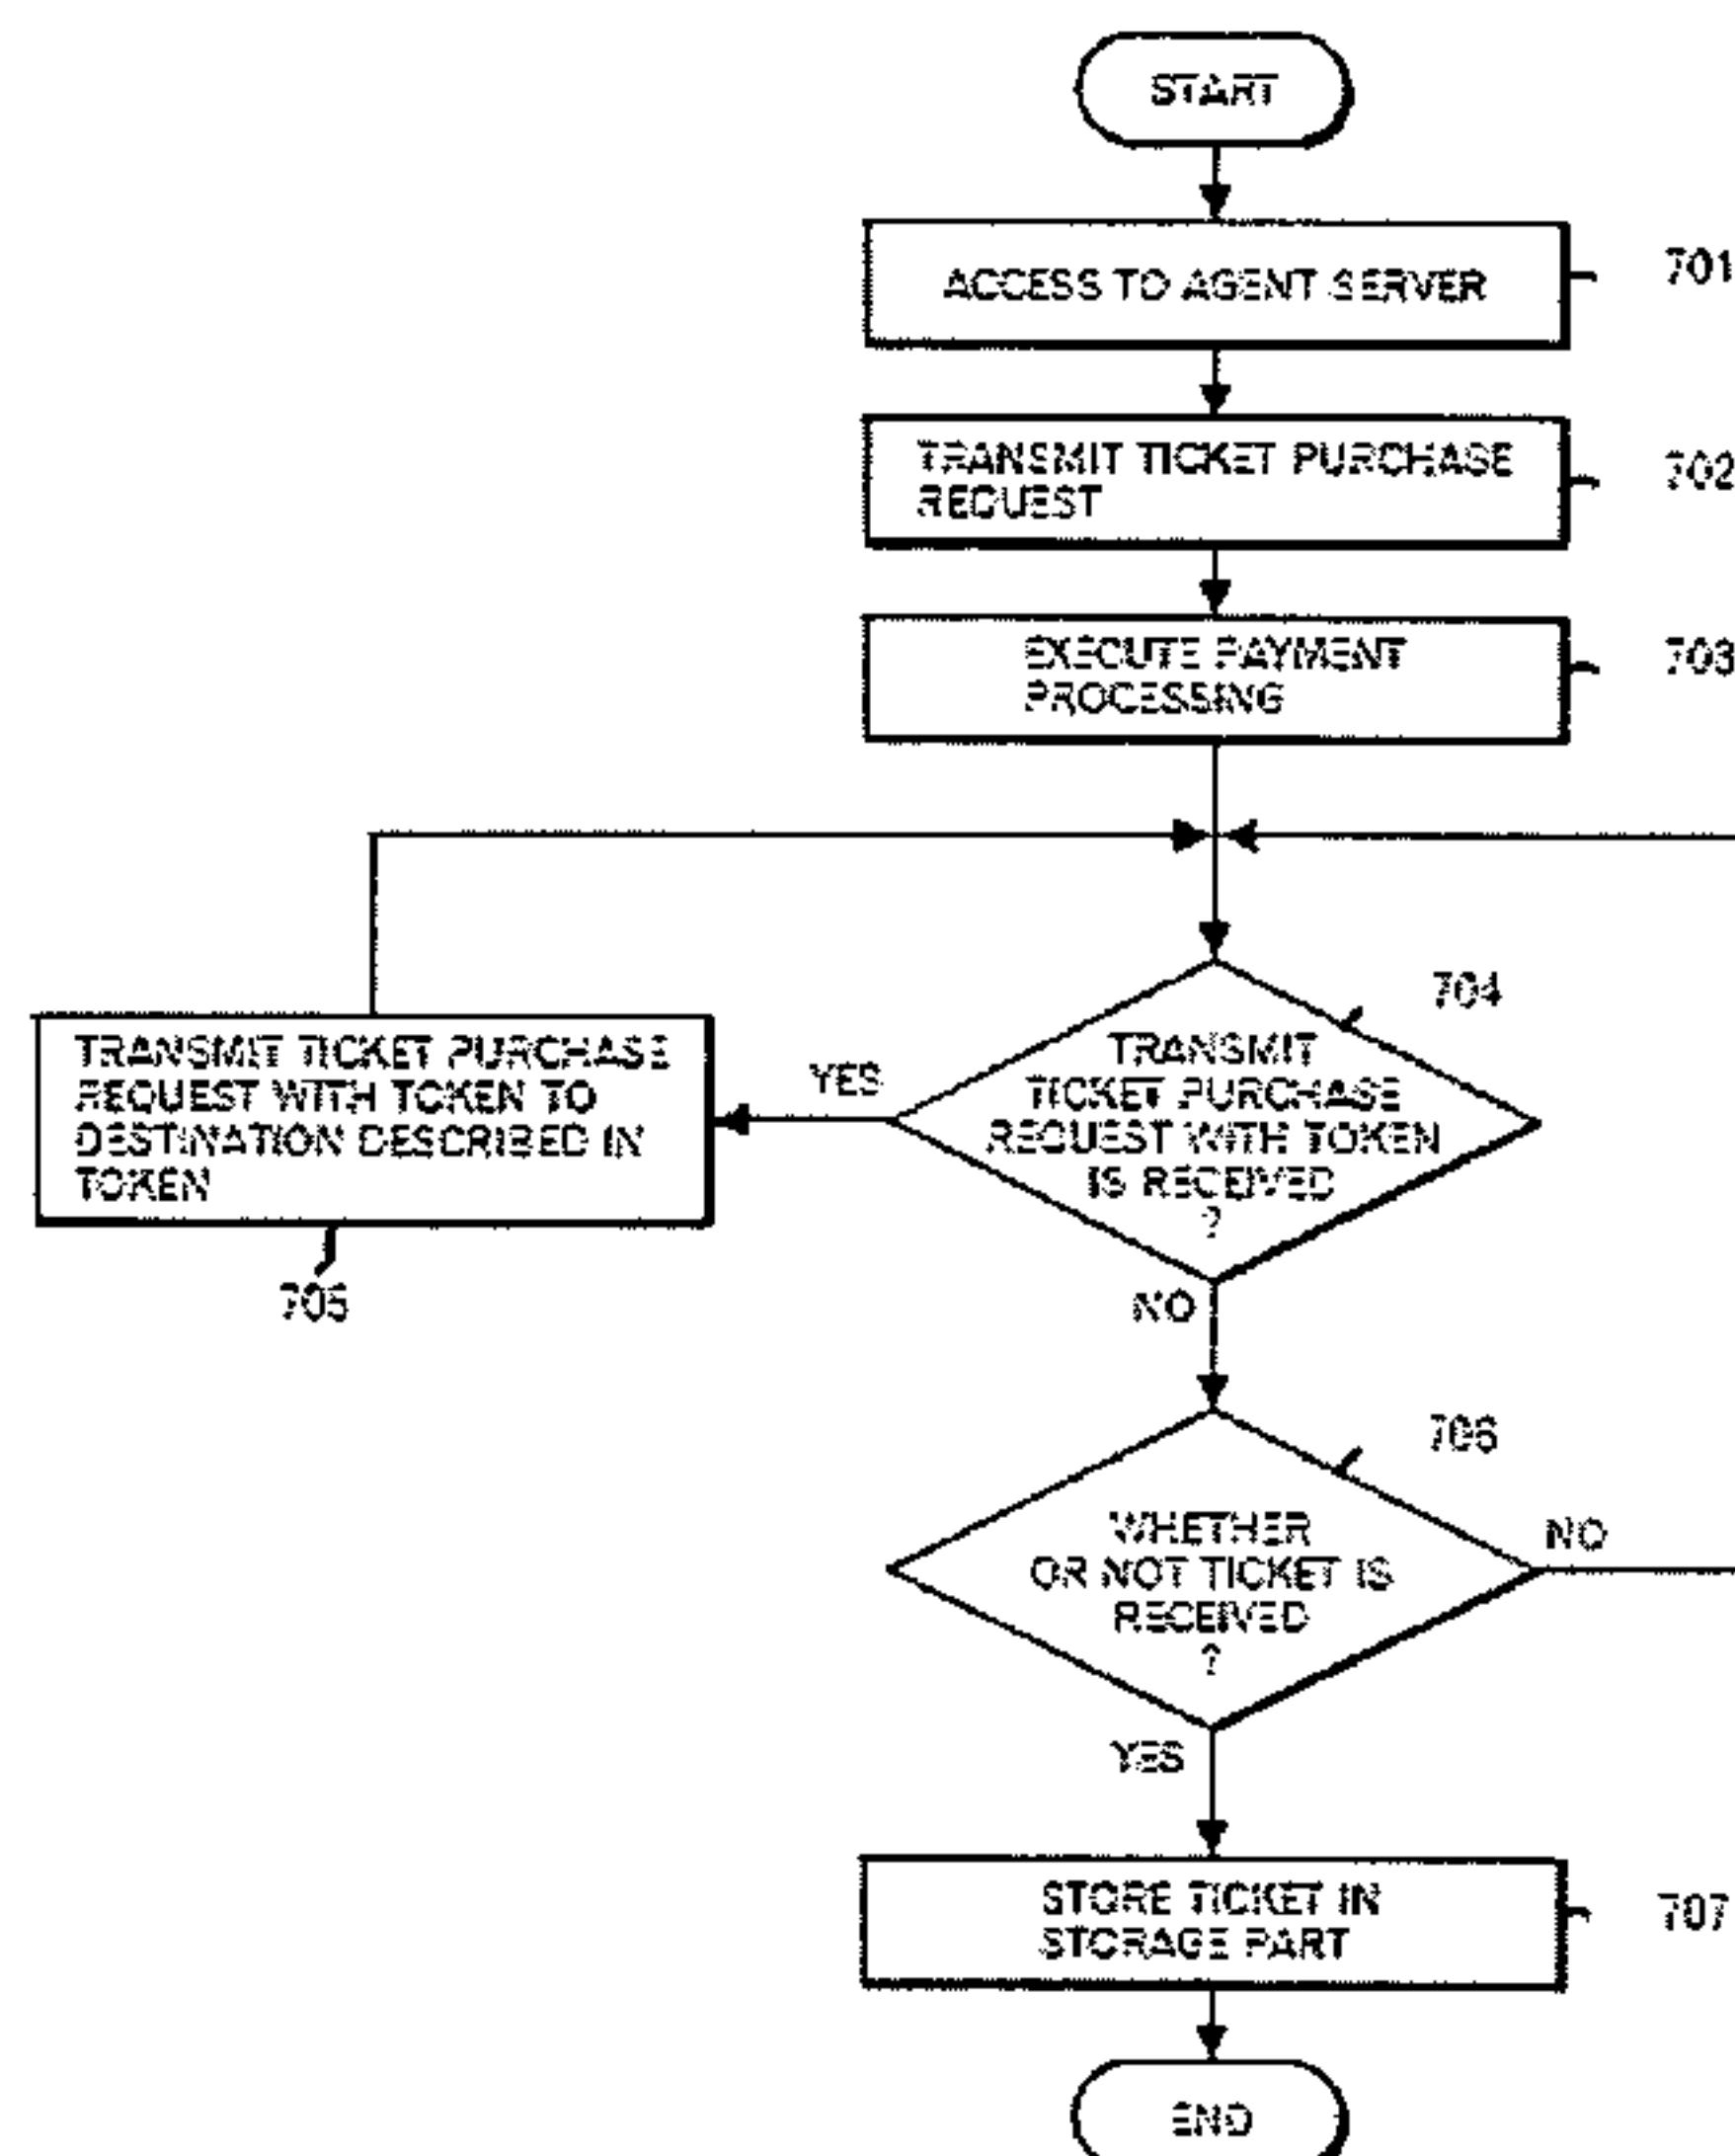 START
ACCESS TO AGENT SERVER
701
TRANSMIT TICKET PURCHASE
REQUEST
702
EXECUTE PAYMENT
PROCESSING
703
704
TRANSMIT
TICKET PURCHASE
REQUEST WITH TOKEN
IS RECEIVED
?
YES
TRANSMIT TICKET PURCHASE
REQUEST WITH TOKEN TO
DESTINATION DESCRIBED IN
TOKEN
705
NO
706
WHETHER
OR NOT TICKET IS
RECEIVED
?
NO
YES
STORE TICKET IN
STORAGE PART
707
END